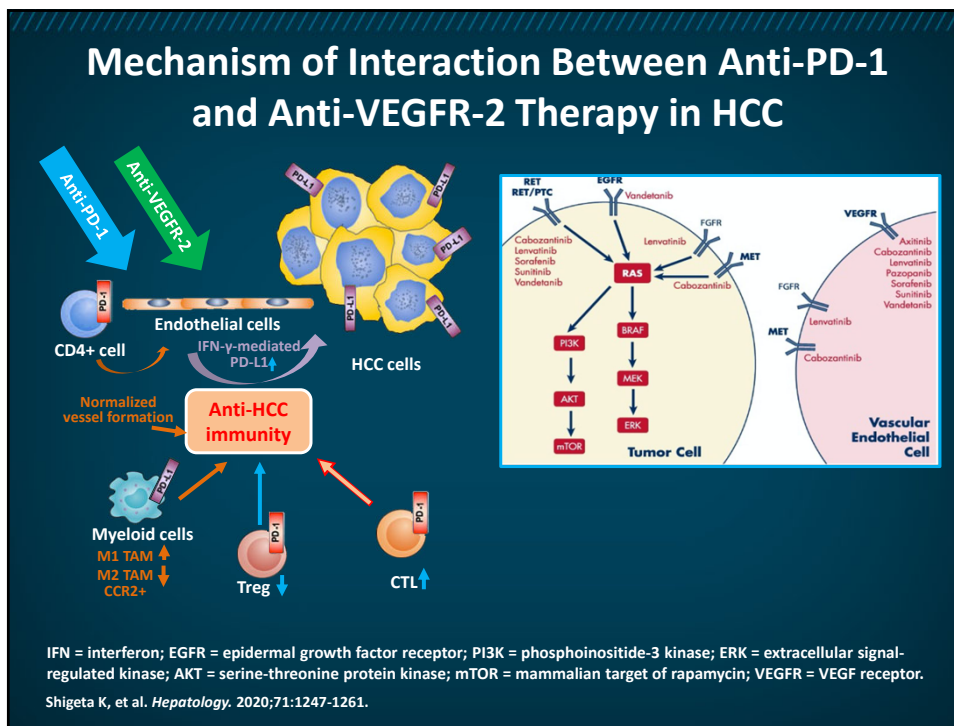 Mechanism of Interaction Between Anti-PD-1
and Anti-VEGFR-2 Therapy in HCC
Anti-PD-1
Anti-VEGFR-2
PD-L1
PD-L1
PD-L1
PD-L1
PD-L1
HCC cells
PD-1
CD4+ cell
Endothelial cells
IFN-γ-mediated
PD-L1
Normalized
vessel formation
Anti-HCC
immunity
PD-L1
Myeloid cells
M1 TAM
M2 TAM
CCR2+
PD-1
Treg
PD-1
CTL
RET
RET/PTC
Cabozantinib
Lenvatinib
Sorafenib
Sunitinib
Vandetanib
EGFR
Vandetanib
FGFR
Lenvatinib
MET
Cabozantinib
RAS
PI3K
AKT
mTOR
BRAF
MEK
ERK
Tumor Cell
VEGFR
Axitinib
Cabozantinib
Lenvatinib
Pazopanib
Sorafenib
Sunitinib
Vandetanib
FGFR
Lenvatinib
MET
Cabozantinib
Vascular
Endothelial
Cell
IFN = interferon; EGFR = epidermal growth factor receptor; PI3K = phosphoinositide-3 kinase; ERK = extracellular signal-
regulated kinase; AKT = serine-threonine protein kinase; mTOR = mammalian target of rapamycin; VEGFR = VEGF receptor.
Shigeta K, et al. Hepatology. 2020;71:1247-1261.